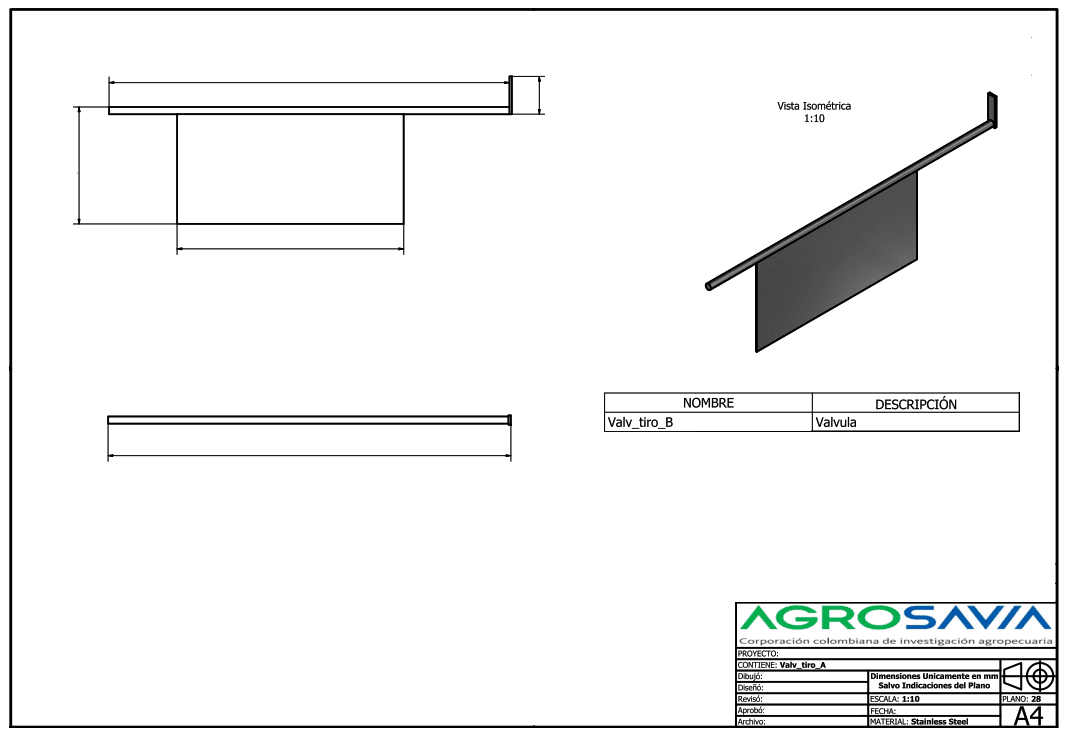 Vista Isométrica
1:10
NOMBRE DESCRIPCIÓN
Valv_tiro_B Valvula
AGROSAVIA
Corporación colombiana de investigación agropecuaria
PROYECTO:
CONTIENE: Valv_tiro_A
Dibujó:
Diseñó:
Dimensiones Unicamente en mm
Salvo Indicaciones del Plano
Revisó: ESCALA: 1:10 PLANO: 28
Aprobó: FECHA:
Archivo: MATERIAL: Stainless Steel
A4